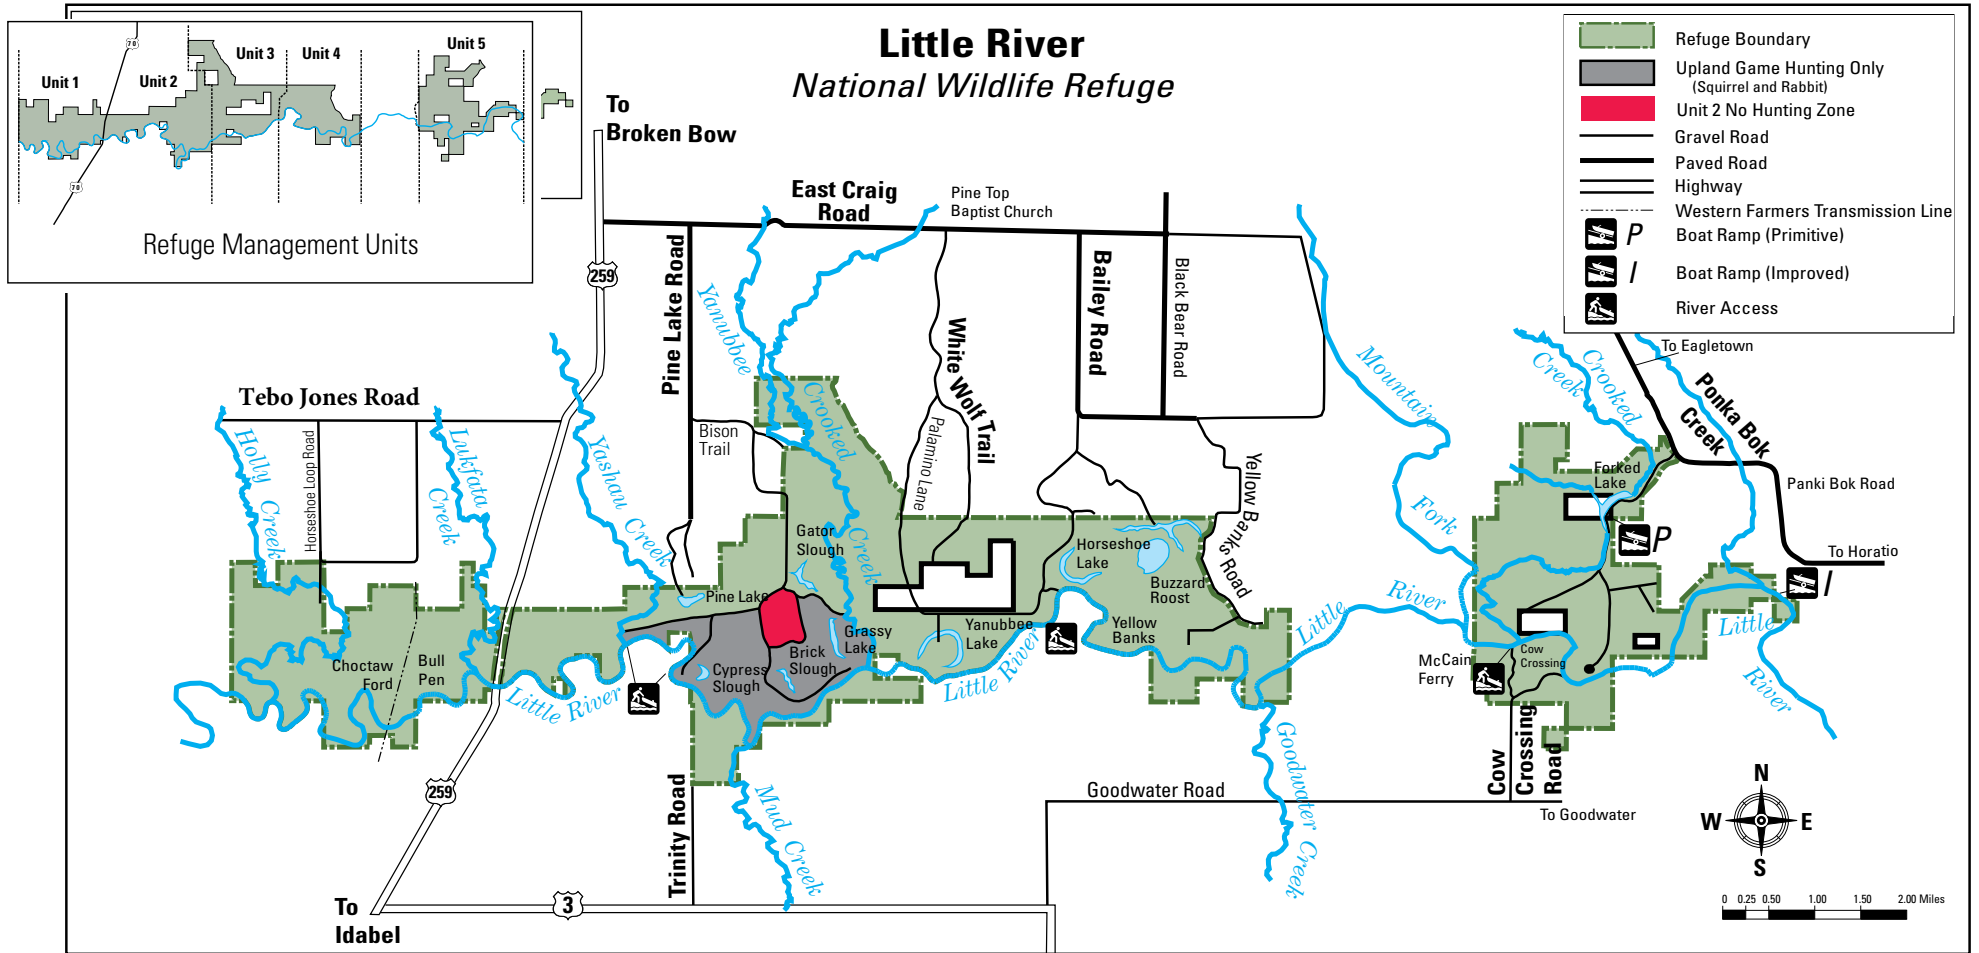 Little River
National Wildlife Refuge
Unit 1
Unit 2
Unit 3
Unit 4
Unit 5
70
70
Refuge Management Units
Refuge Boundary
Upland Game Hunting Only
(Squirrel and Rabbit)
Unit 2 No Hunting Zone
Gravel Road
Paved Road
Highway
Western Farmers Transmission Line
P
Boat Ramp (Primitive)
I
Boat Ramp (Improved)
River Access
To
Broken Bow
East Craig
Road
Pine Top
Baptist Church
259
Pine Lake Road
Yanubbee
Crooked
Creek
White Wolf Trail
Palamino Lane
Bailey Road
Black Bear Road
Yellow Banks Road
Mountain
Fork
Crooked
Creek
To Eagletown
Ponka Bok
Creek
Panki Bok Road
To Horatio
Tebo Jones Road
Holly
Creek
Horseshoe Loop Road
Lukfata
Creek
Yashau Creek
Bison
Trail
Gator
Slough
Pine Lake
Grassy
Lake
Brick
Slough
Cypress
Slough
Yanubbee
Lake
Horseshoe
Lake
Buzzard
Roost
Yellow
Banks
Forked
Lake
P
I
Choctaw
Ford
Bull
Pen
Little River
Little River
Little
River
Little
River
McCain
Ferry
Cow
Crossing
Cow
Crossing
Road
Goodwater Road
Goodwater Creek
To Goodwater
259
Trinity Road
Mud Creek
3
To
Idabel
N
W
E
S
0
0.25
0.50
1.00
1.50
2.00 Miles